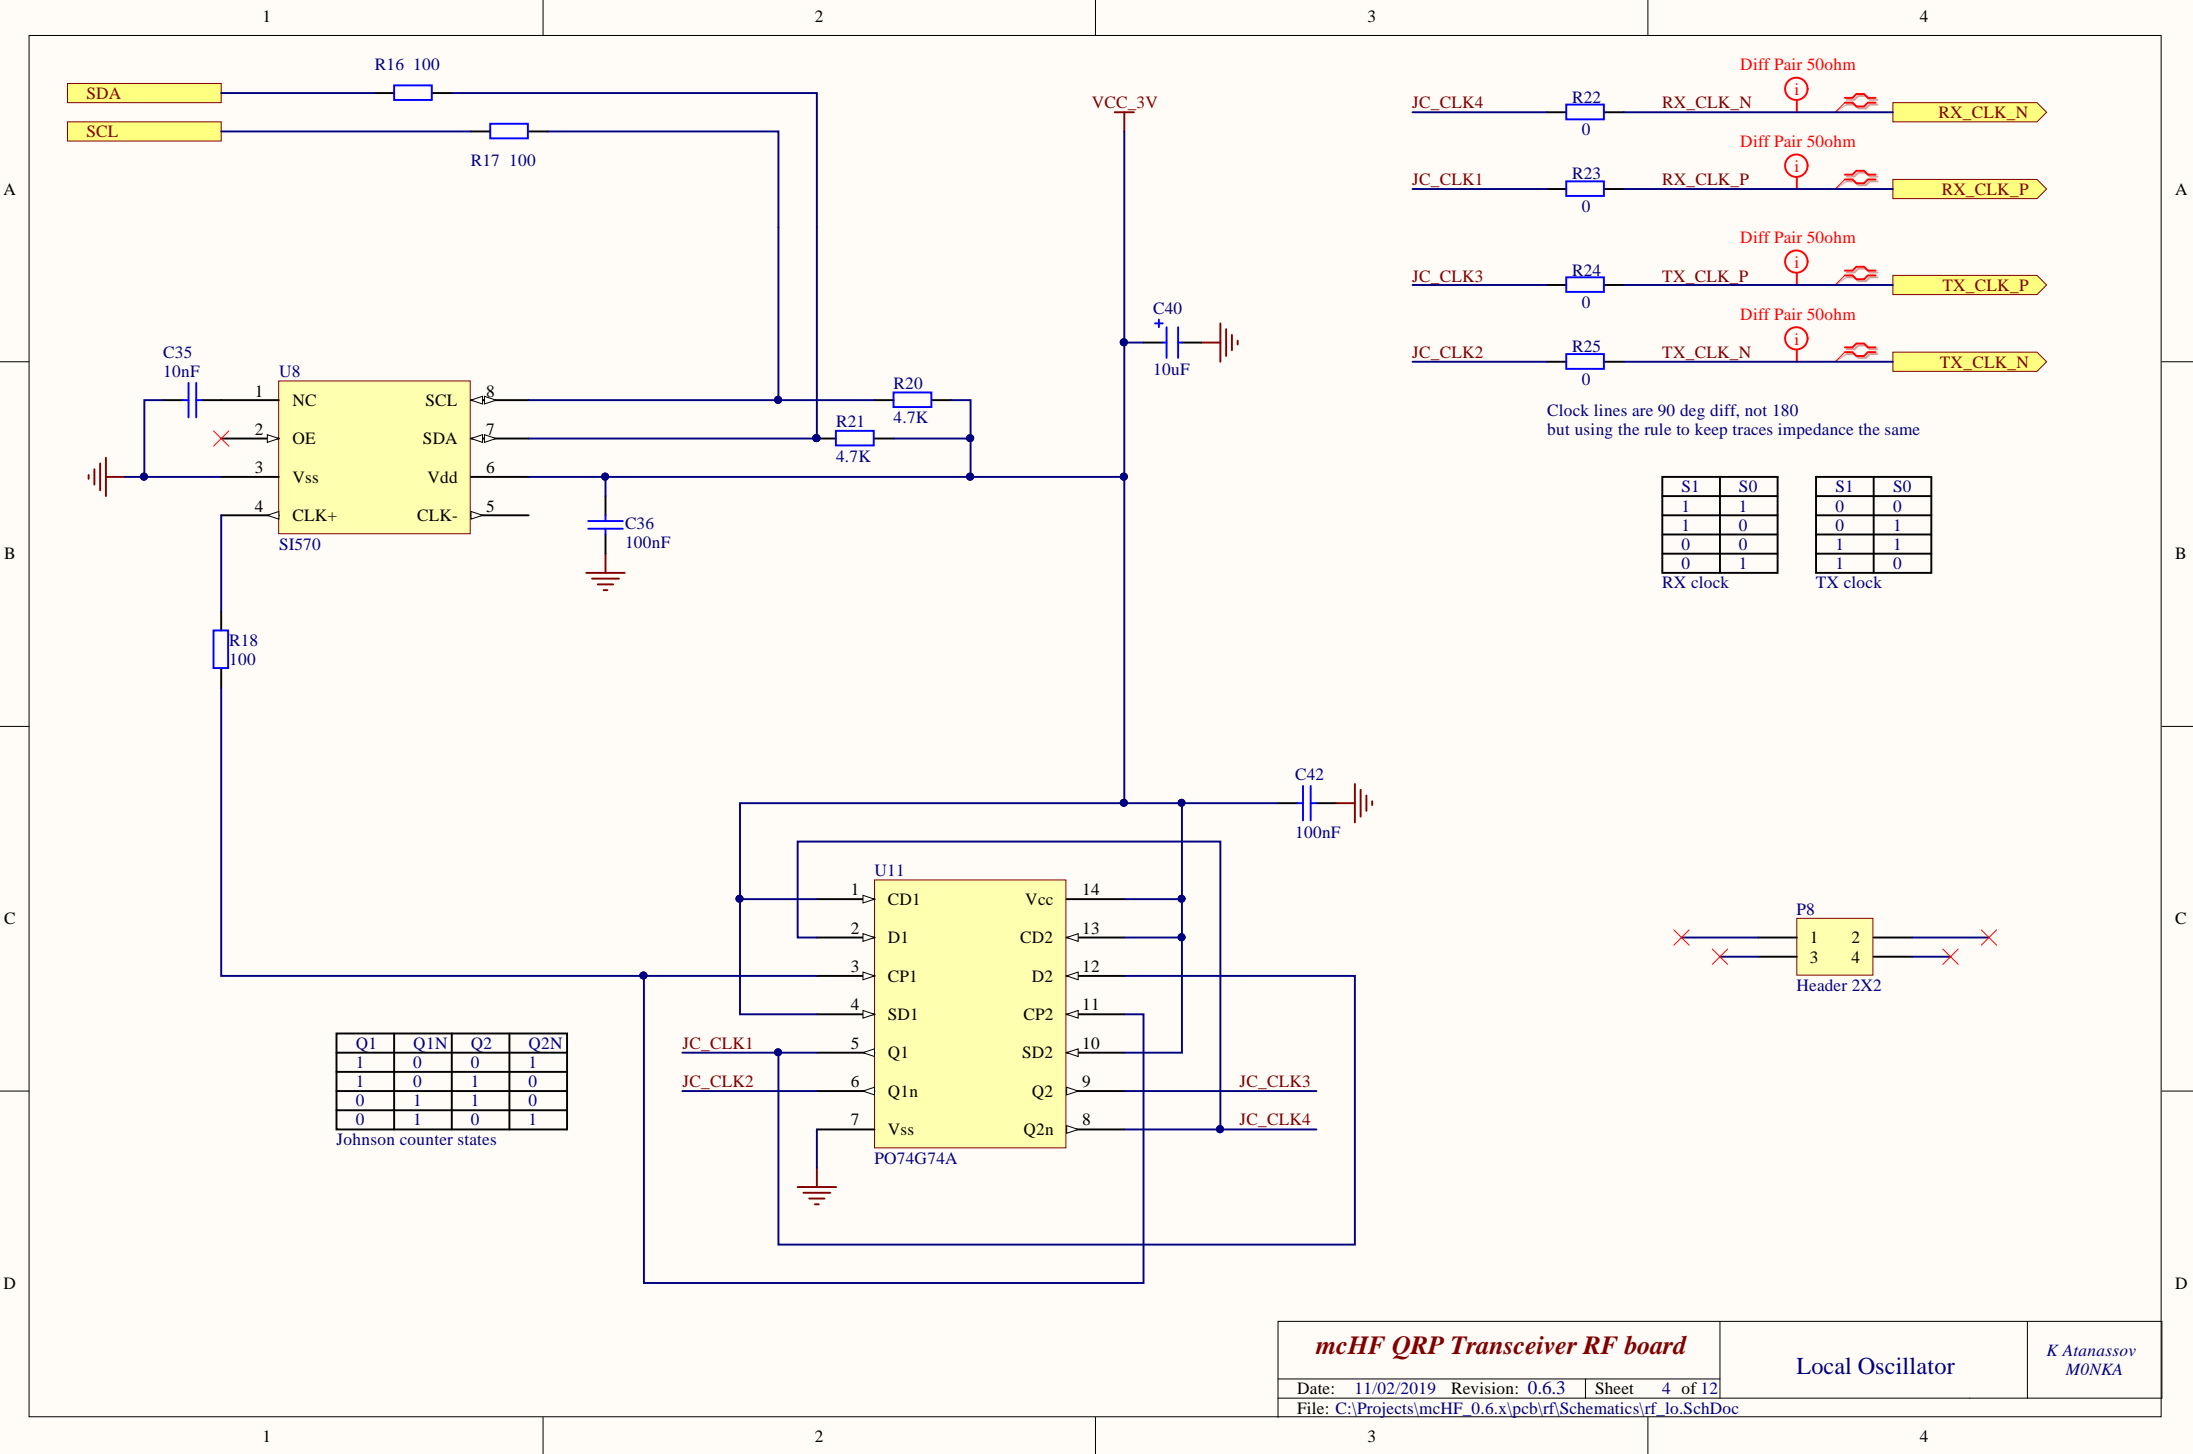 1 2 3 4
R16 100
SDA
SCL
R17 100
VCC_3V
Diff Pair 50ohm
JC_CLK4 R22 RX_CLK_N i RX_CLK_N
0
Diff Pair 50ohm
JC_CLK1 R23 RX_CLK_P i RX_CLK_P
0
A A
Diff Pair 50ohm
JC_CLK3 R24 TX_CLK_P i TX_CLK_P
0
Diff Pair 50ohm
JC_CLK2 R25 TX_CLK_N i TX_CLK_N
0
Clock lines are 90 deg diff, not 180
but using the rule to keep traces impedance the same
C40
+
10uF
C35
10nF
U8
1 NC SCL 8
2 OE SDA 7
3 Vss Vdd 6
4 CLK+ CLK- 5
SI570
R20
4.7K
R21
4.7K
C36
100nF
S1 S0
1 1
1 0
0 0
0 1
RX clock
S1 S0
0 0
0 1
1 1
1 0
TX clock
B B
R18
100
C42
100nF
U11
1 CD1 Vcc 14
2 D1 CD2 13
3 CP1 D2 12
4 SD1 CP2 11
JC_CLK1 5 Q1 SD2 10
JC_CLK2 6 Q1n Q2 9 JC_CLK3
7 Vss Q2n 8 JC_CLK4
PO74G74A
C C
P8
1 2
3 4
Header 2X2
Q1 Q1N Q2 Q2N
1 0 0 1
1 0 1 0
0 1 1 0
0 1 0 1
Johnson counter states
D D
mcHF QRP Transceiver RF board
Local Oscillator
K Atanassov
M0NKA
Date: 11/02/2019 Revision: 0.6.3 Sheet 4 of 12
File: C:\Projects\mcHF_0.6.x\pcb\rf\Schematics\rf_lo.SchDoc
1 2 3 4